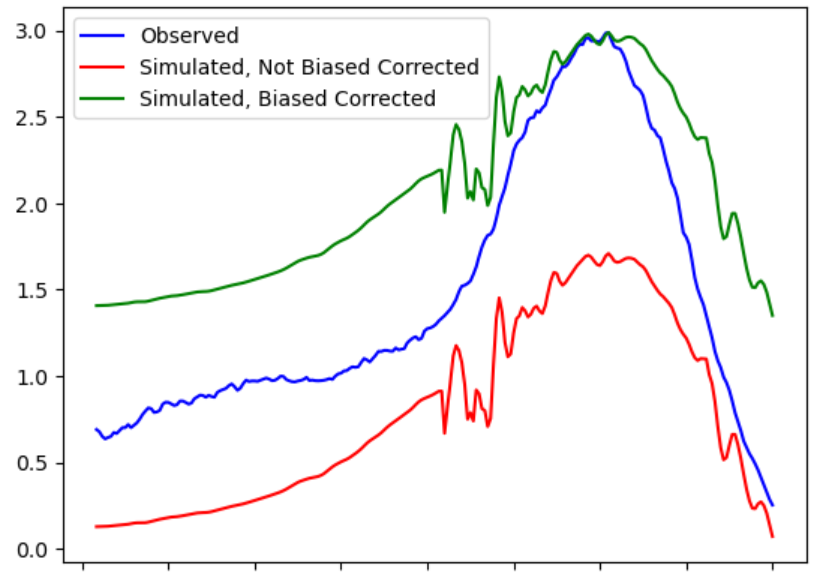 3.0
2.5
2.0
1.5
1.0
0.5
0.0
Observed
Simulated, Not Biased Corrected
Simulated, Biased Corrected